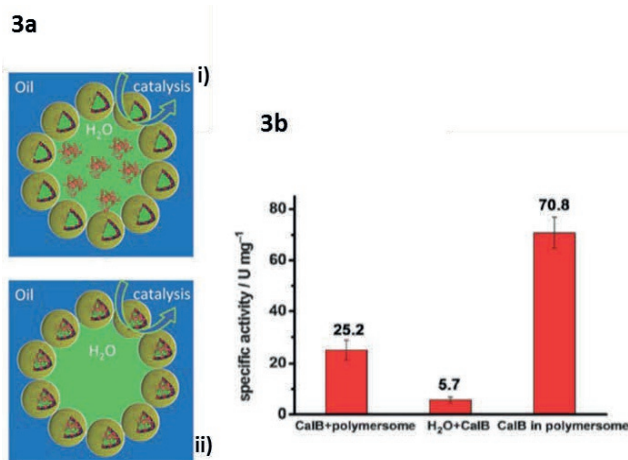 3a
i)
Oil
catalysis
H₂O
Oil
catalysis
H₂O
ii)
3b
specific activity / U mg⁻¹
80
60
40
20
0
25.2
5.7
70.8
CalB+polymersome
H₂O+CalB
CalB in polymersome